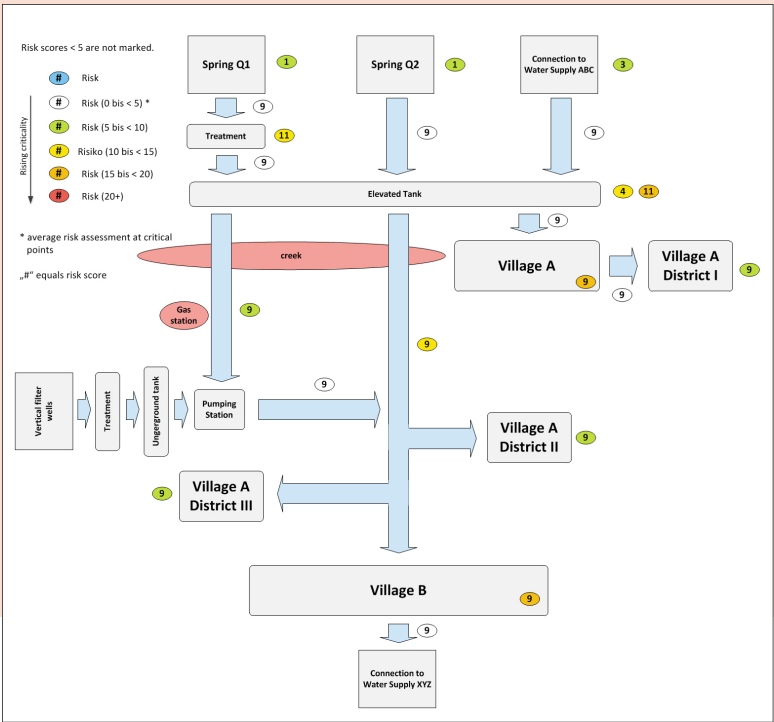 Risk scores < 5 are not marked.
# Risk
# Risk (0 bis < 5) *
# Risk (5 bis < 10)
# Risiko (10 bis < 15)
# Risk (15 bis < 20)
# Risk (20+)
Rising criticality
* average risk assessment at critical
points
„#“ equals risk score
Spring Q1
1
Spring Q2
1
Connection to
Water Supply ABC
3
9
Treatment
11
9
9
9
Elevated Tank
4
11
9
creek
Village A
9
9
Village A
District I
9
Gas
station
9
9
Vertical filter
wells
Treatment
Ungerground tank
Pumping
Station
9
Village A
District II
9
9
Village A
District III
Village B
9
9
Connection to
Water Supply XYZ